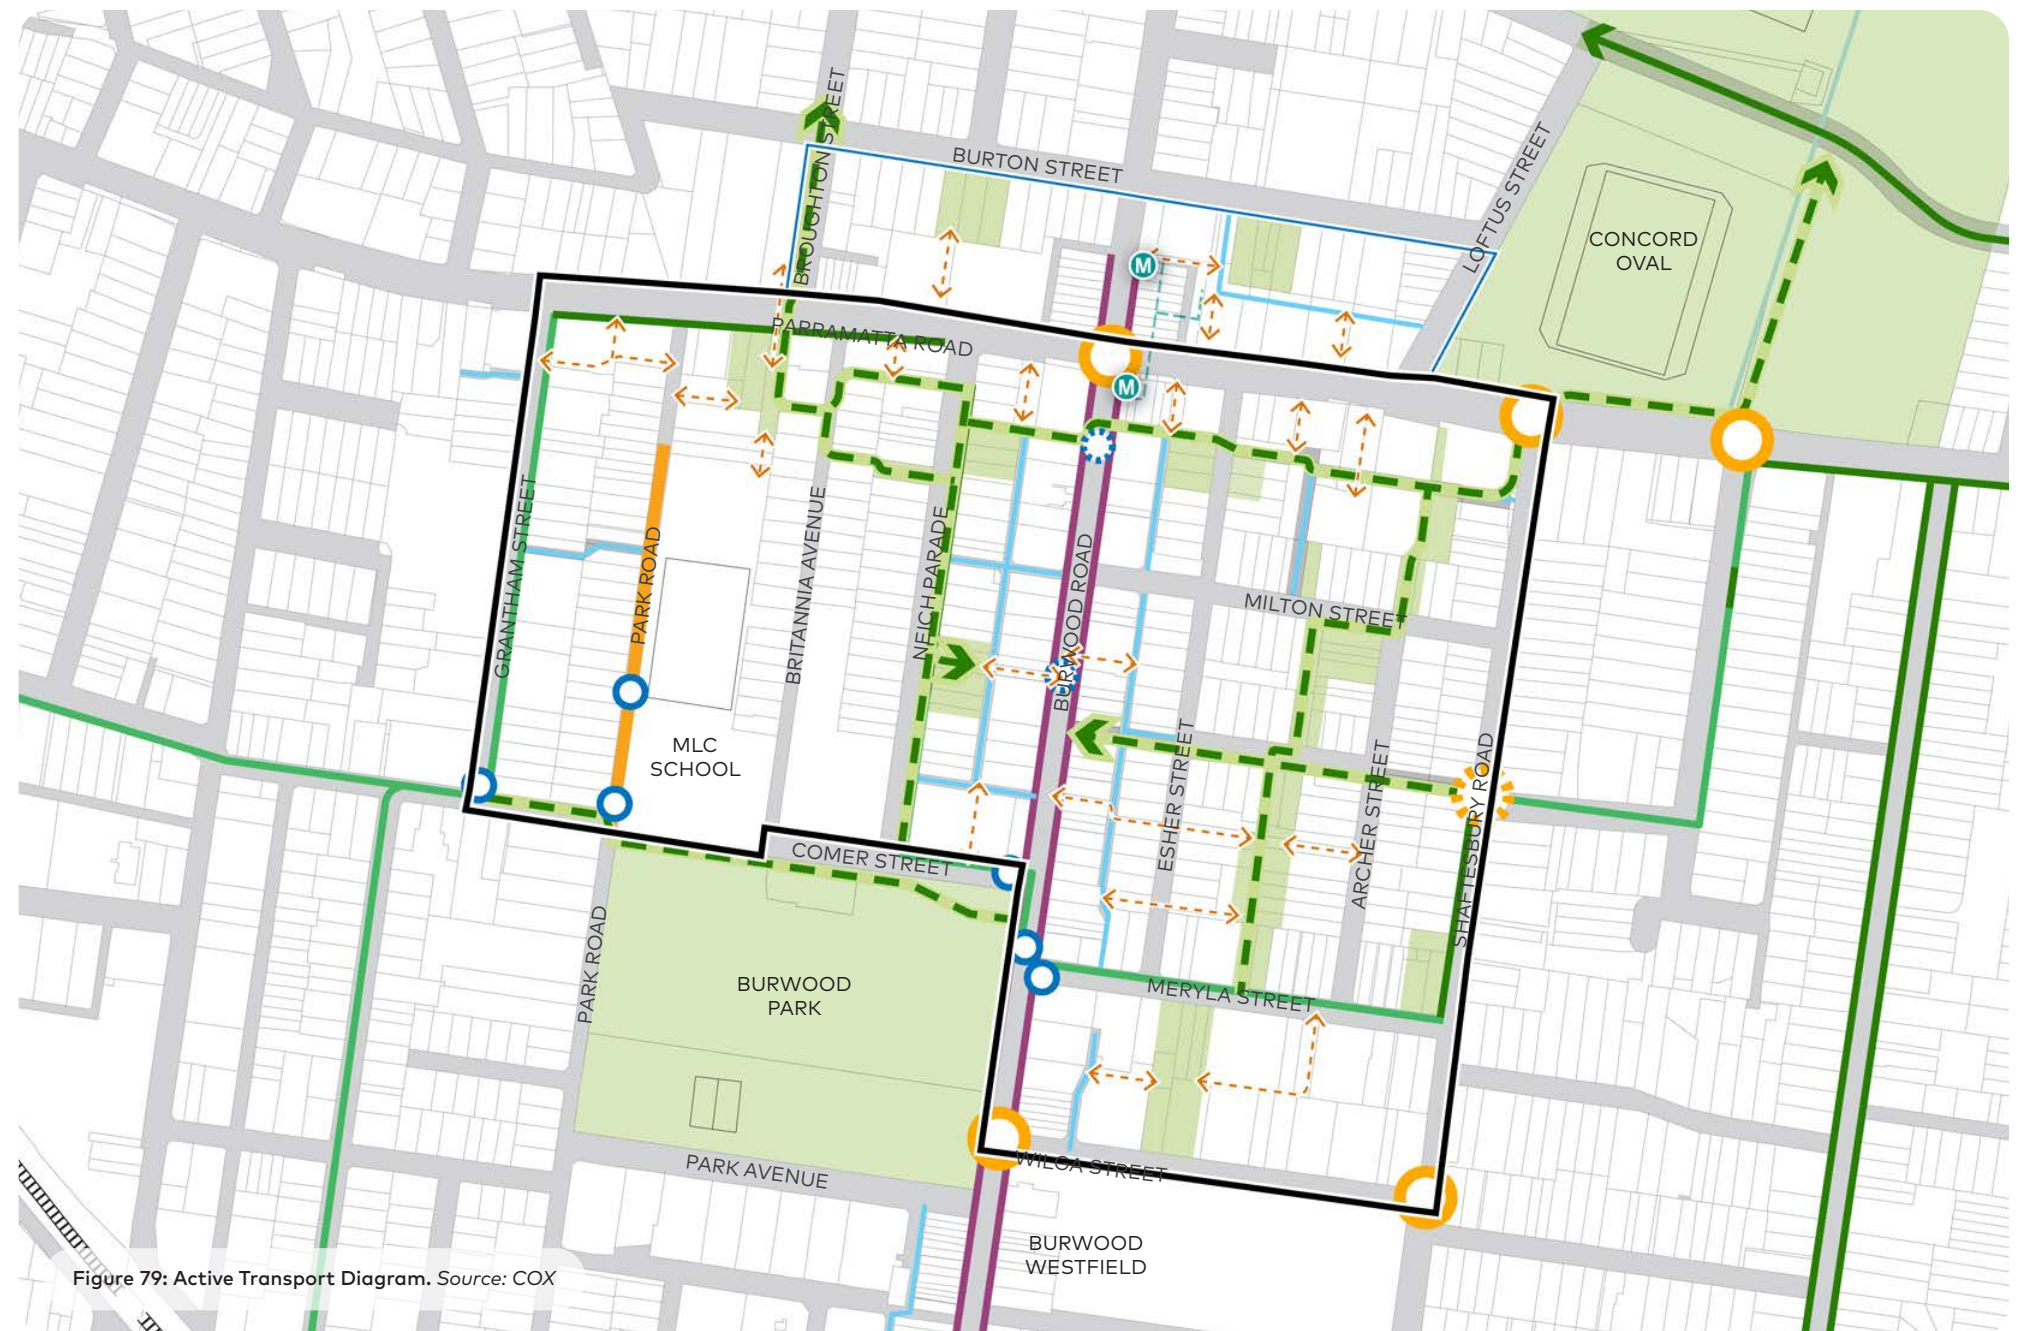 BROUGHTON STREET
BURTON STREET
LOFTUS STREET
CONCORD
OVAL
M
PARRAMATTA ROAD
M
GRANTHAM STREET
PARK ROAD
BRITANNIA AVENUE
NEICH PARADE
BURWOOD ROAD
MILTON STREET
MLC
SCHOOL
ESHER STREET
ARCHER STREET
SHAFTESBURY ROAD
COMER STREET
PARK ROAD
BURWOOD
PARK
MERYLA STREET
PARK AVENUE
WILGA STREET
BURWOOD
WESTFIELD
Figure 79: Active Transport Diagram. Source: COX